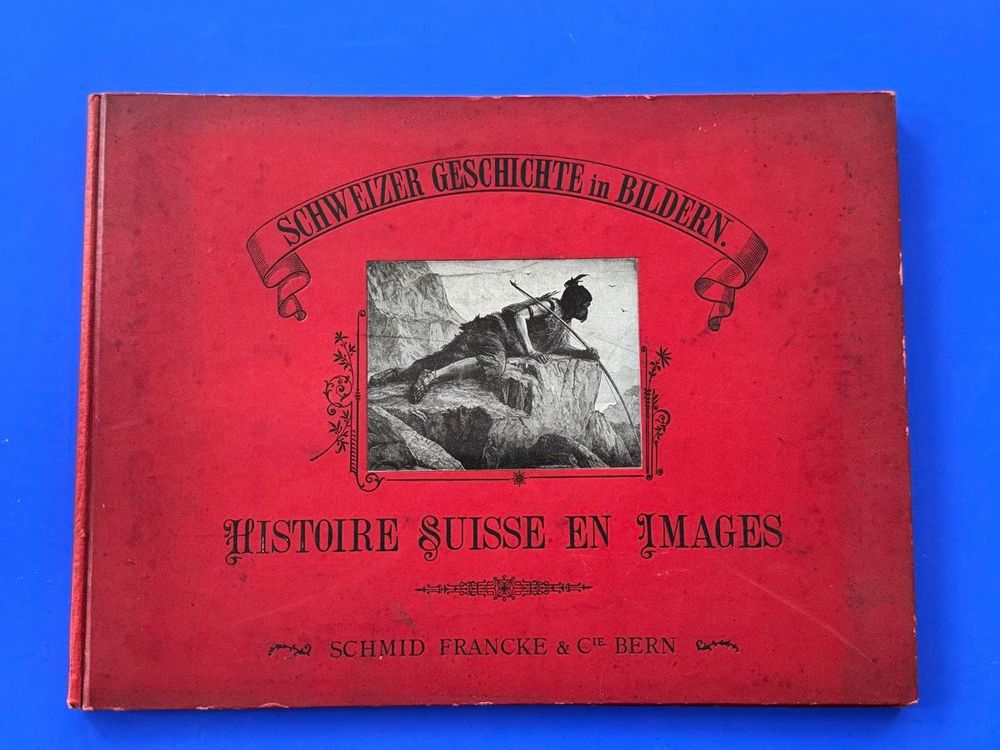 SCHWEIZER GESCHICHTE in BILDERN.
HISTOIRE SUISSE EN IMAGES
SCHMID FRANCKE & CIE. BERN